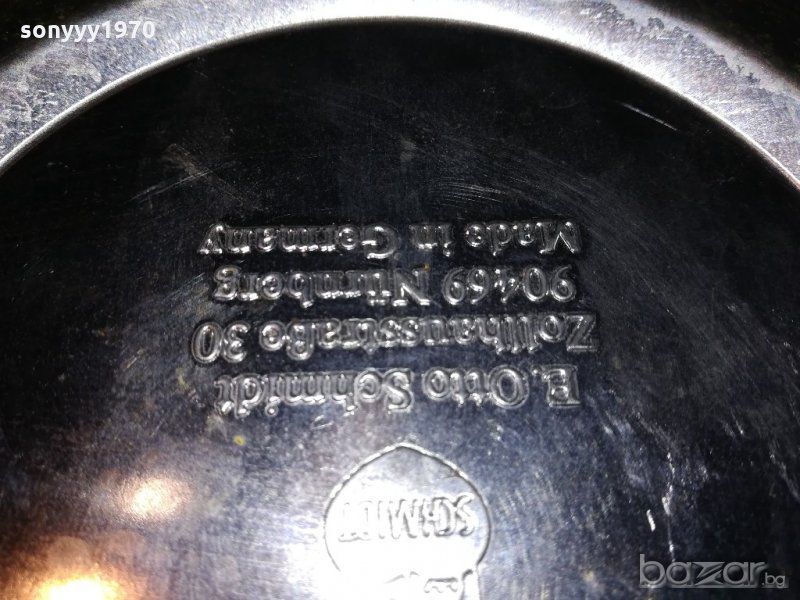 sonyyy1970
SCHMIDT
E. Otto Schmidt
Zollhausstraße 30
90469 Nürnberg
Made in Germany
bazar.bg